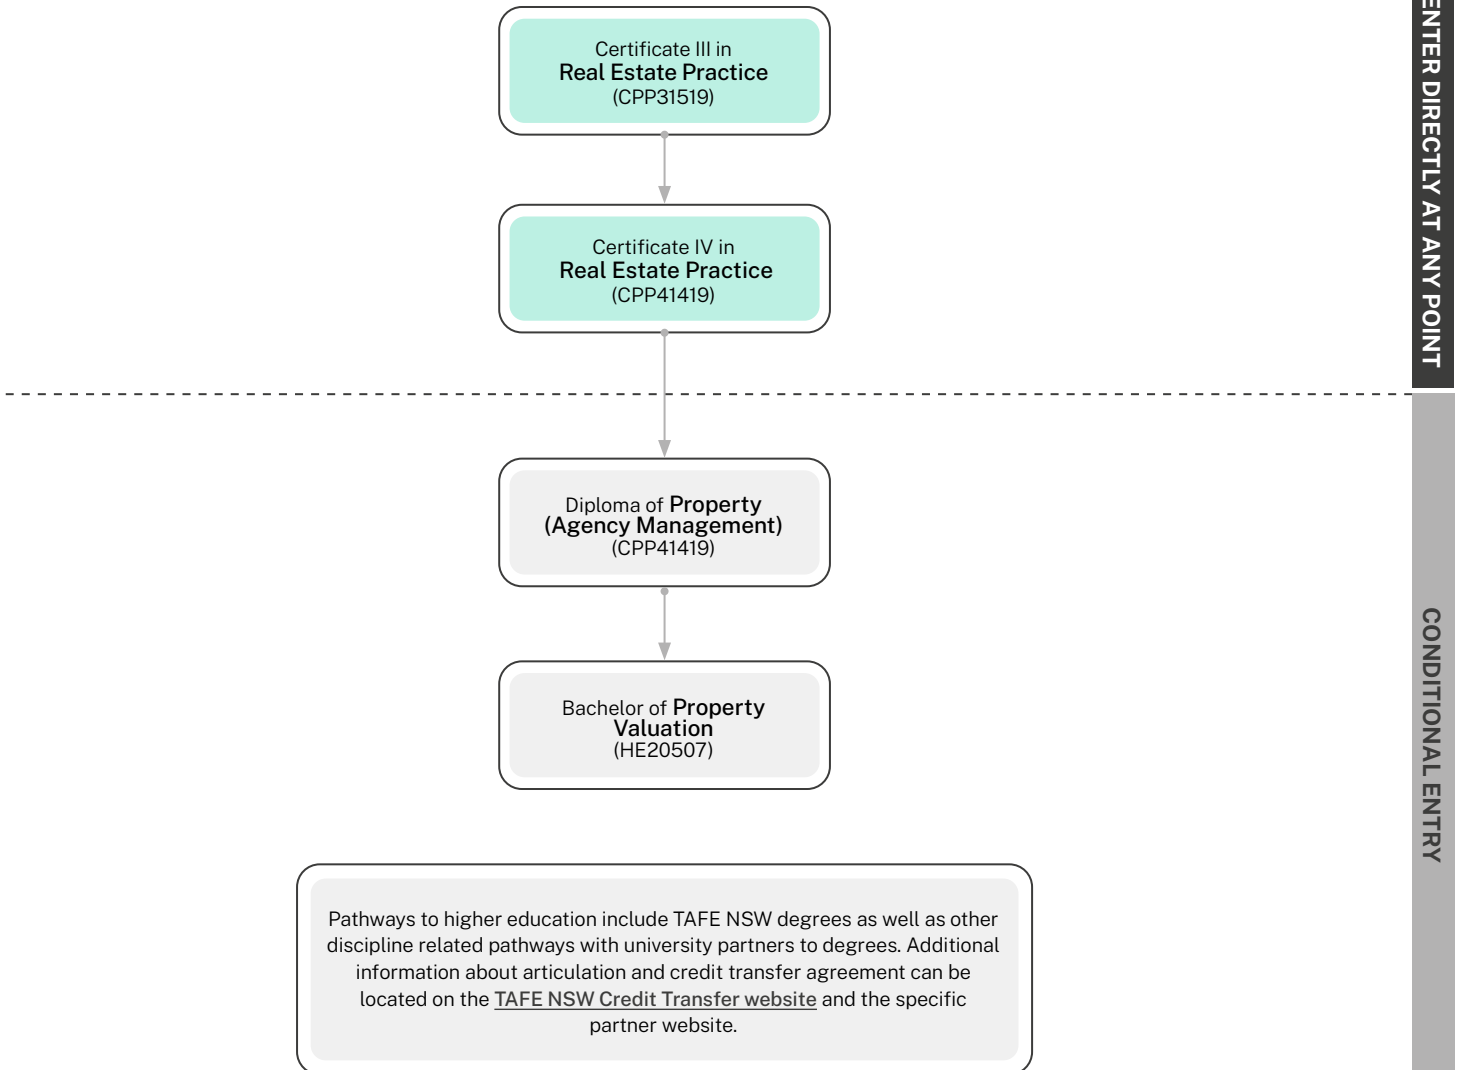 Certificate III in
Real Estate Practice
(CPP31519)
Certificate IV in
Real Estate Practice
(CPP41419)
ENTER DIRECTLY AT ANY POINT
Diploma of Property
(Agency Management)
(CPP41419)
Bachelor of Property
Valuation
(HE20507)
CONDITIONAL ENTRY
Pathways to higher education include TAFE NSW degrees as well as other
discipline related pathways with university partners to degrees. Additional
information about articulation and credit transfer agreement can be
located on the TAFE NSW Credit Transfer website and the specific
partner website.